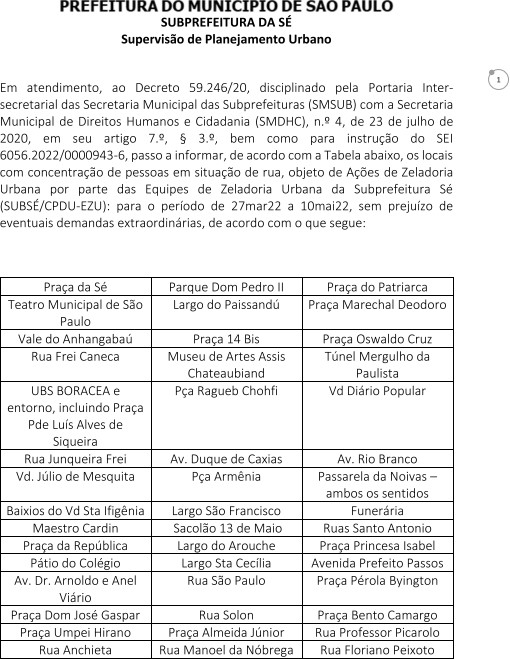 PREFEITURA DO MUNICÍPIO DE SÃO PAULO
SUBPREFEITURA DA SÉ
Supervisão de Planejamento Urbano
1
Em atendimento, ao Decreto 59.246/20, disciplinado pela Portaria Inter-
secretarial das Secretaria Municipal das Subprefeituras (SMSUB) com a Secretaria
Municipal de Direitos Humanos e Cidadania (SMDHC), n.º 4, de 23 de julho de
2020, em seu artigo 7.º, § 3.º, bem como para instrução do SEI
6056.2022/0000943-6, passo a informar, de acordo com a Tabela abaixo, os locais
com concentração de pessoas em situação de rua, objeto de Ações de Zeladoria
Urbana por parte das Equipes de Zeladoria Urbana da Subprefeitura Sé
(SUBSÉ/CPDU-EZU): para o período de 27mar22 a 10mai22, sem prejuízo de
eventuais demandas extraordinárias, de acordo com o que segue:
Praça da Sé Parque Dom Pedro II Praça do Patriarca
Teatro Municipal de São Largo do Paissandú Praça Marechal Deodoro
Paulo
Vale do Anhangabaú Praça 14 Bis Praça Oswaldo Cruz
Rua Frei Caneca Museu de Artes Assis Túnel Mergulho da
Chateaubiand Paulista
UBS BORACEA e Pça Ragueb Chohfi Vd Diário Popular
entorno, incluindo Praça
Pde Luís Alves de
Siqueira
Rua Junqueira Frei Av. Duque de Caxias Av. Rio Branco
Vd. Júlio de Mesquita Pça Armênia Passarela da Noivas –
ambos os sentidos
Baixios do Vd Sta Ifigênia Largo São Francisco Funerária
Maestro Cardin Sacolão 13 de Maio Ruas Santo Antonio
Praça da República Largo do Arouche Praça Princesa Isabel
Pátio do Colégio Largo Sta Cecília Avenida Prefeito Passos
Av. Dr. Arnoldo e Anel Rua São Paulo Praça Pérola Byington
Viário
Praça Dom José Gaspar Rua Solon Praça Bento Camargo
Praça Umpei Hirano Praça Almeida Júnior Rua Professor Picarolo
Rua Anchieta Rua Manoel da Nóbrega Rua Floriano Peixoto